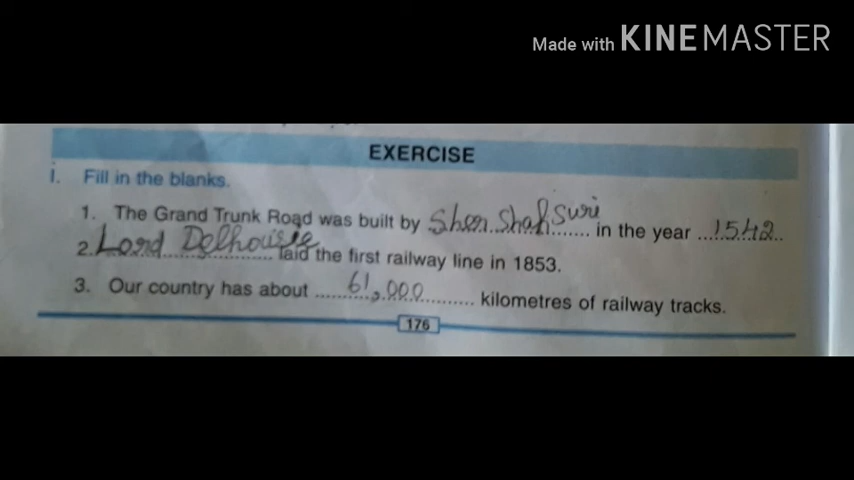 Made with KINEMASTER
EXERCISE
I. Fill in the blanks.
1. The Grand Trunk Road was built by Sher Shah Suri in the year 1542
2. Lord Delhousie laid the first railway line in 1853.
3. Our country has about 61,000 kilometres of railway tracks.
176